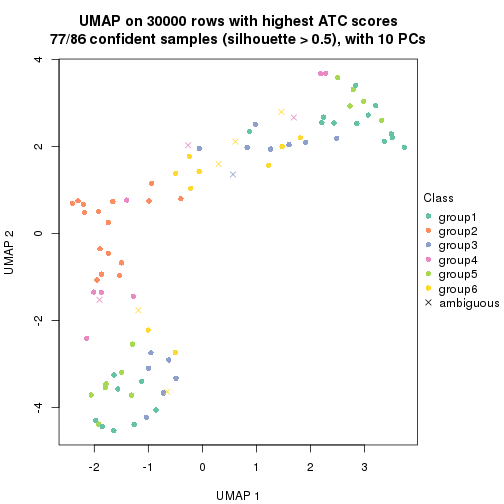 UMAP on 30000 rows with highest ATC scores
77/86 confident samples (silhouette > 0.5), with 10 PCs
4
2
0
-2
-4
UMAP 2
-2
-1
0
1
2
3
UMAP 1
Class
group1
group2
group3
group4
group5
group6
ambiguous